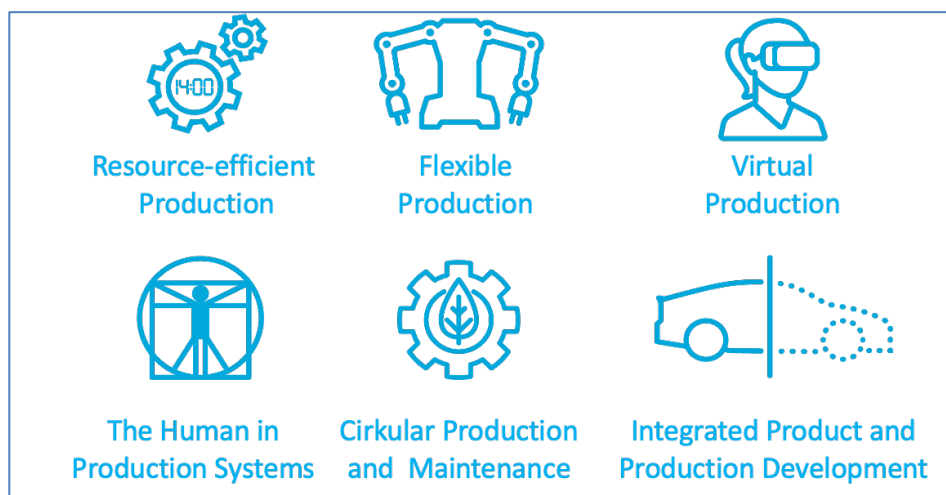 14:00
Resource-efficient
Production
Flexible
Production
Virtual
Production
The Human in
Production Systems
Cirkular Production
and Maintenance
Integrated Product and
Production Development